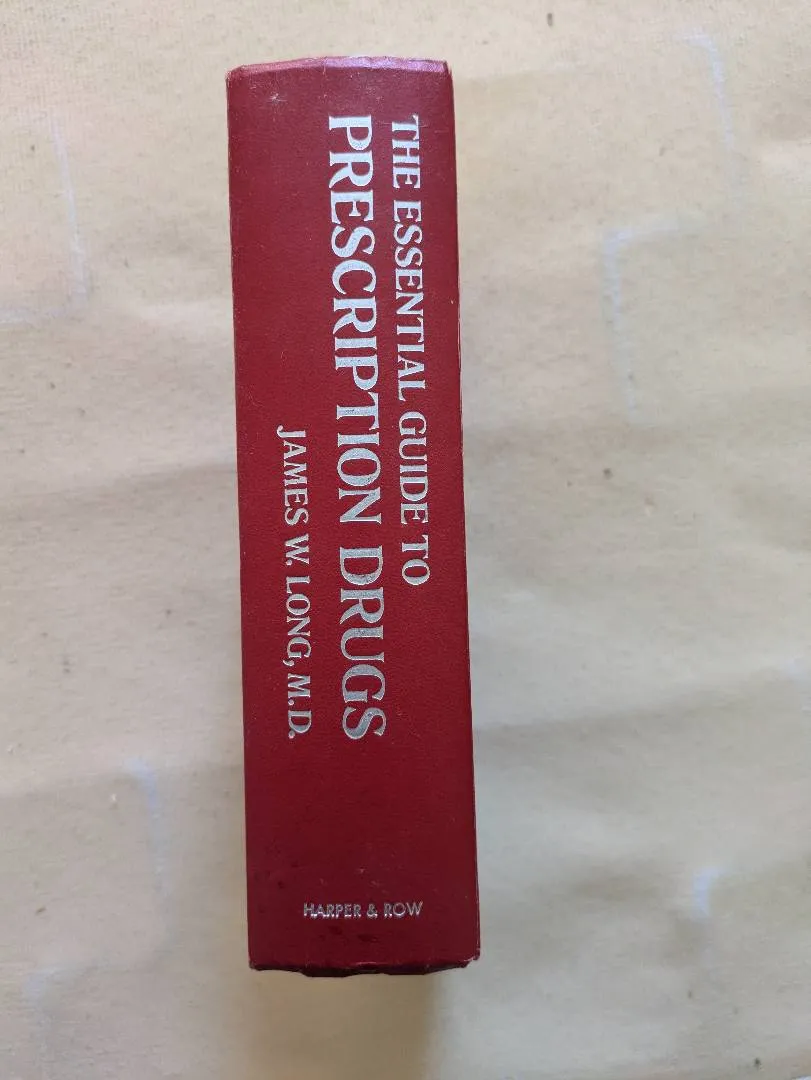 THE ESSENTIAL GUIDE TO
PRESCRIPTION DRUGS
JAMES W. LONG, M.D.
HARPER & ROW